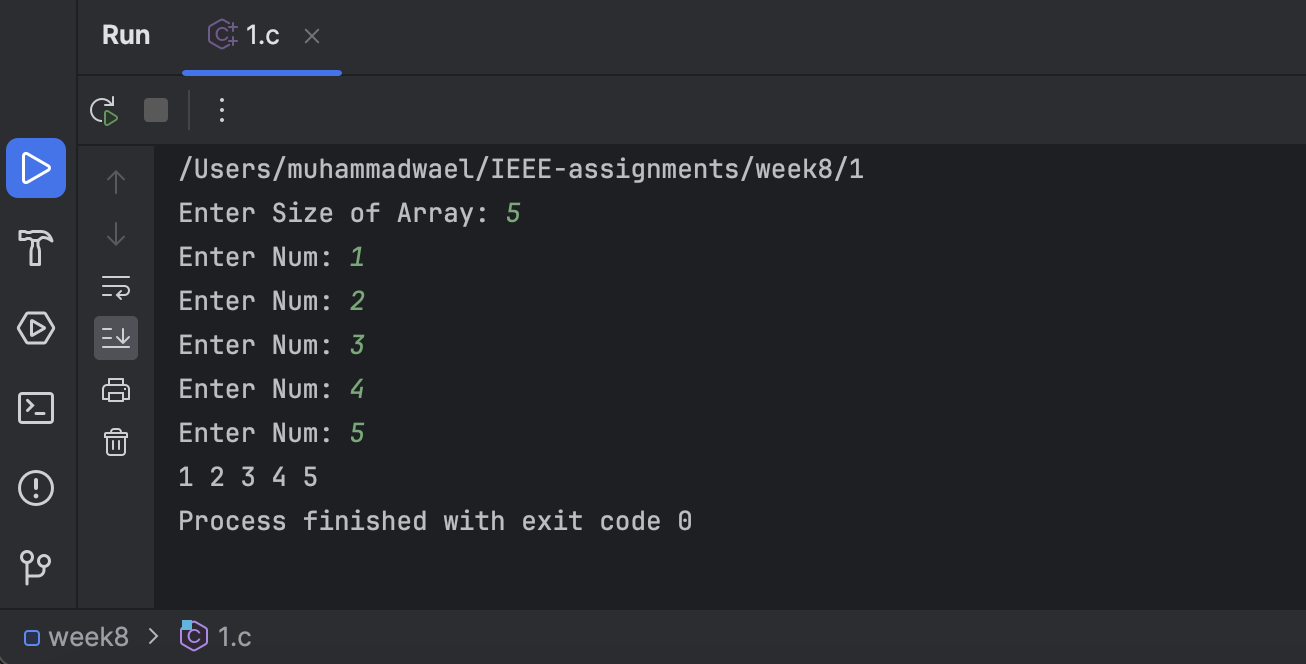 Run 1.c
/Users/muhammadwael/IEEE-assignments/week8/1
Enter Size of Array: 5
Enter Num: 1
Enter Num: 2
Enter Num: 3
Enter Num: 4
Enter Num: 5
1 2 3 4 5
Process finished with exit code 0
week8 > 1.c